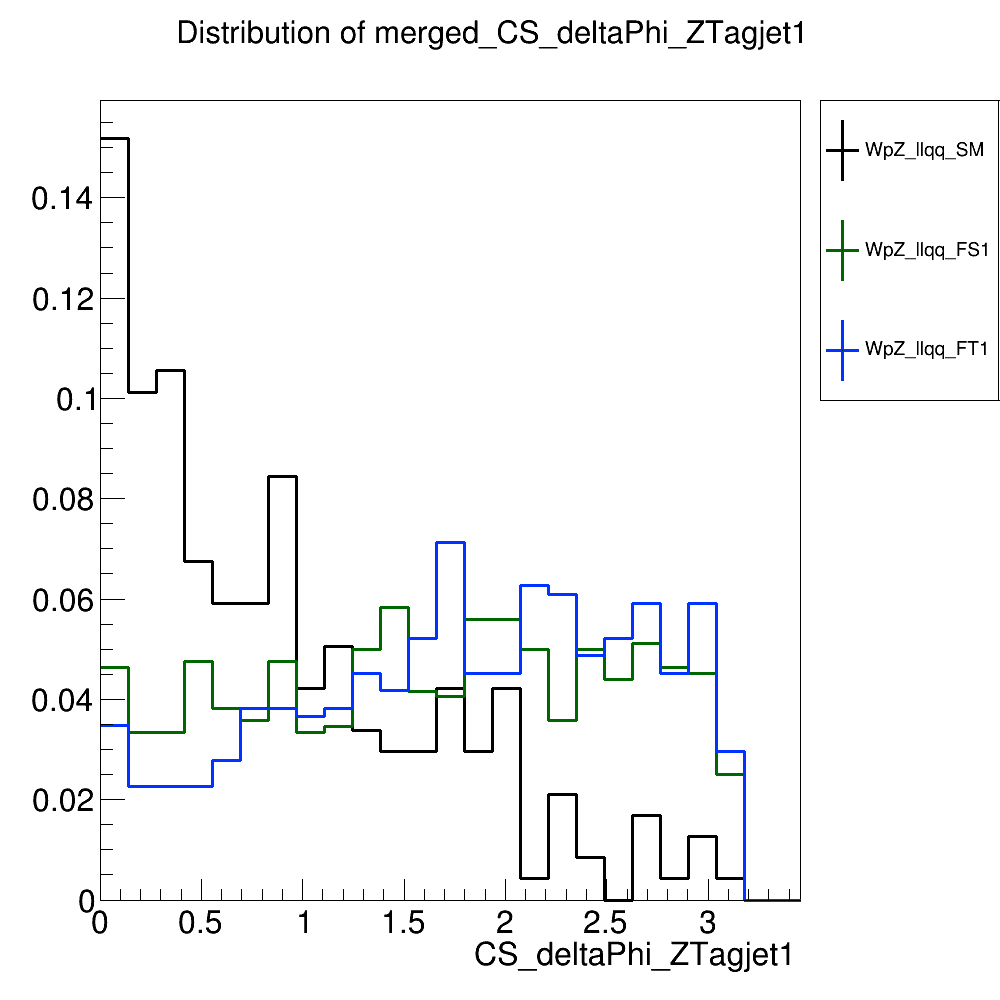 Distribution of merged_CS_deltaPhi_ZTagjet1
WpZ_llqq_SM
WpZ_llqq_FS1
WpZ_llqq_FT1
0.14
0.12
0.1
0.08
0.06
0.04
0.02
0
0 0.5 1 1.5 2 2.5 3
CS_deltaPhi_ZTagjet1